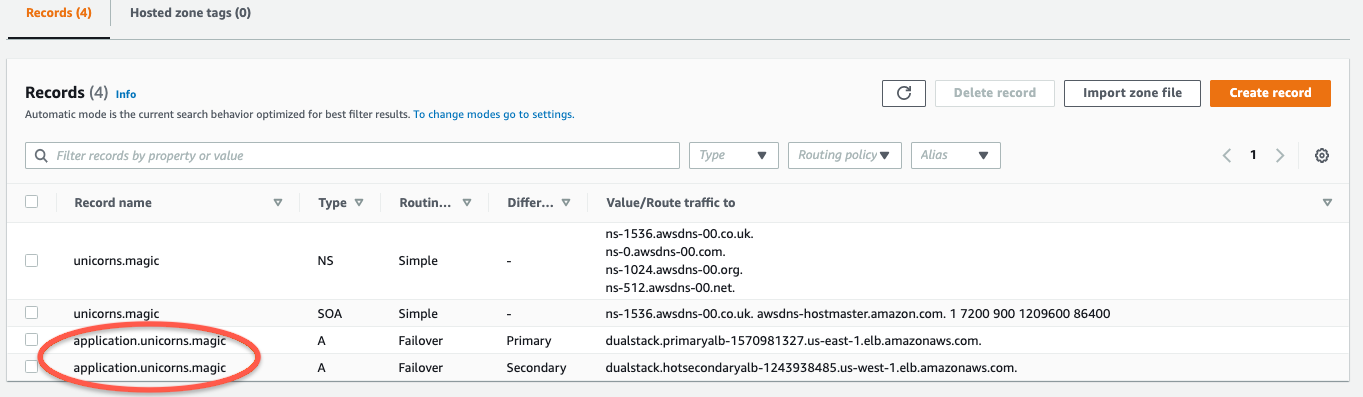 Records (4) Hosted zone tags (0)
Records (4) Info
Delete record Import zone file Create record
Automatic mode is the current search behavior optimized for best filter results. To change modes go to settings.
Filter records by property or value Type Routing policy Alias 1
Record name Type Routin... Differ... Value/Route traffic to
ns-1536.awsdns-00.co.uk.
ns-0.awsdns-00.com.
unicorns.magic NS Simple -
ns-1024.awsdns-00.org.
ns-512.awsdns-00.net.
unicorns.magic SOA Simple - ns-1536.awsdns-00.co.uk. awsdns-hostmaster.amazon.com. 1 7200 900 1209600 86400
application.unicorns.magic A Failover Primary dualstack.primaryalb-1570981327.us-east-1.elb.amazonaws.com.
application.unicorns.magic A Failover Secondary dualstack.hotsecondaryalb-1243938485.us-west-1.elb.amazonaws.com.